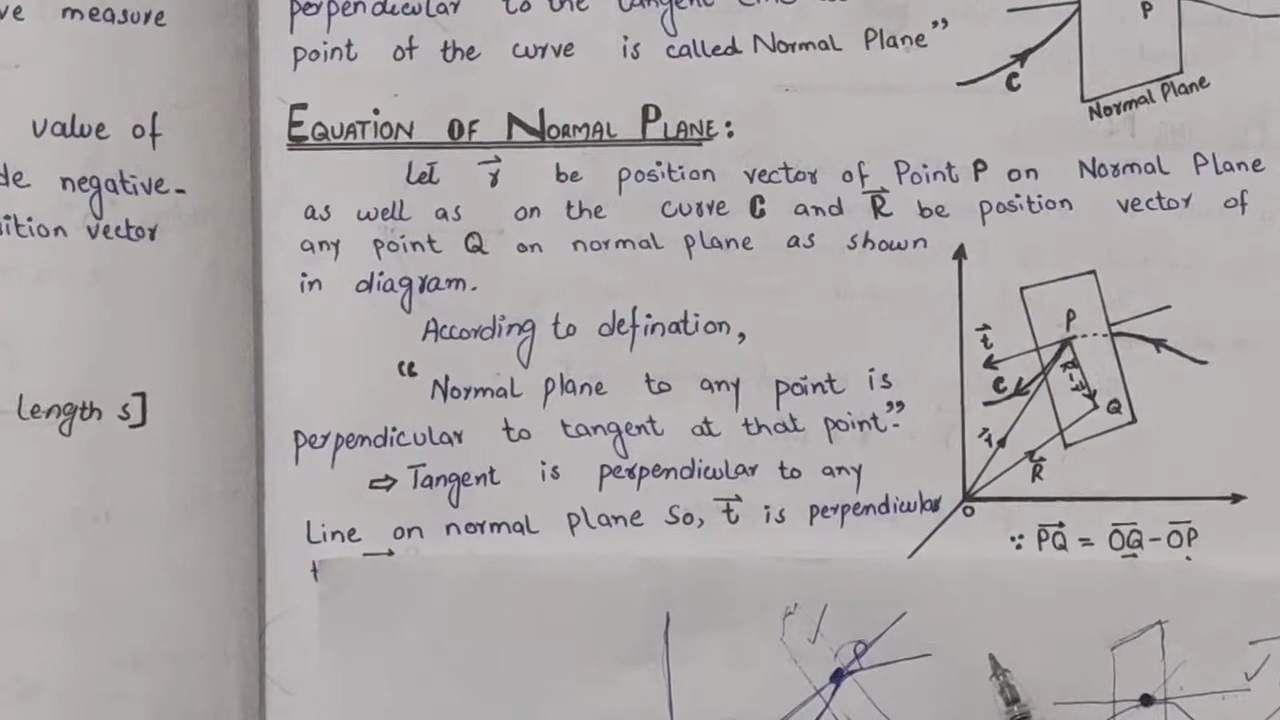 ve measure
value of
de negative-
sition vector
length s]
perpendicular to the tangent line
point of the curve is called Normal Plane”
P
C
Normal Plane
EQUATION OF NORMAL PLANE:
Let r⃗ be position vector of Point P on Normal Plane
as well as on the curve C and R⃗ be position vector of
any point Q on normal plane as shown
in diagram.
According to defination,
“Normal plane to any point is
perpendicular to tangent at that point”-
⇨ Tangent is perpendicular to any
Line on normal plane So, t⃗ is perpendicular
P
t⃗
C
R⃗-r⃗
Q
r⃗
R⃗
O
∵ PQ⃗ = OQ⃗ - OP⃗